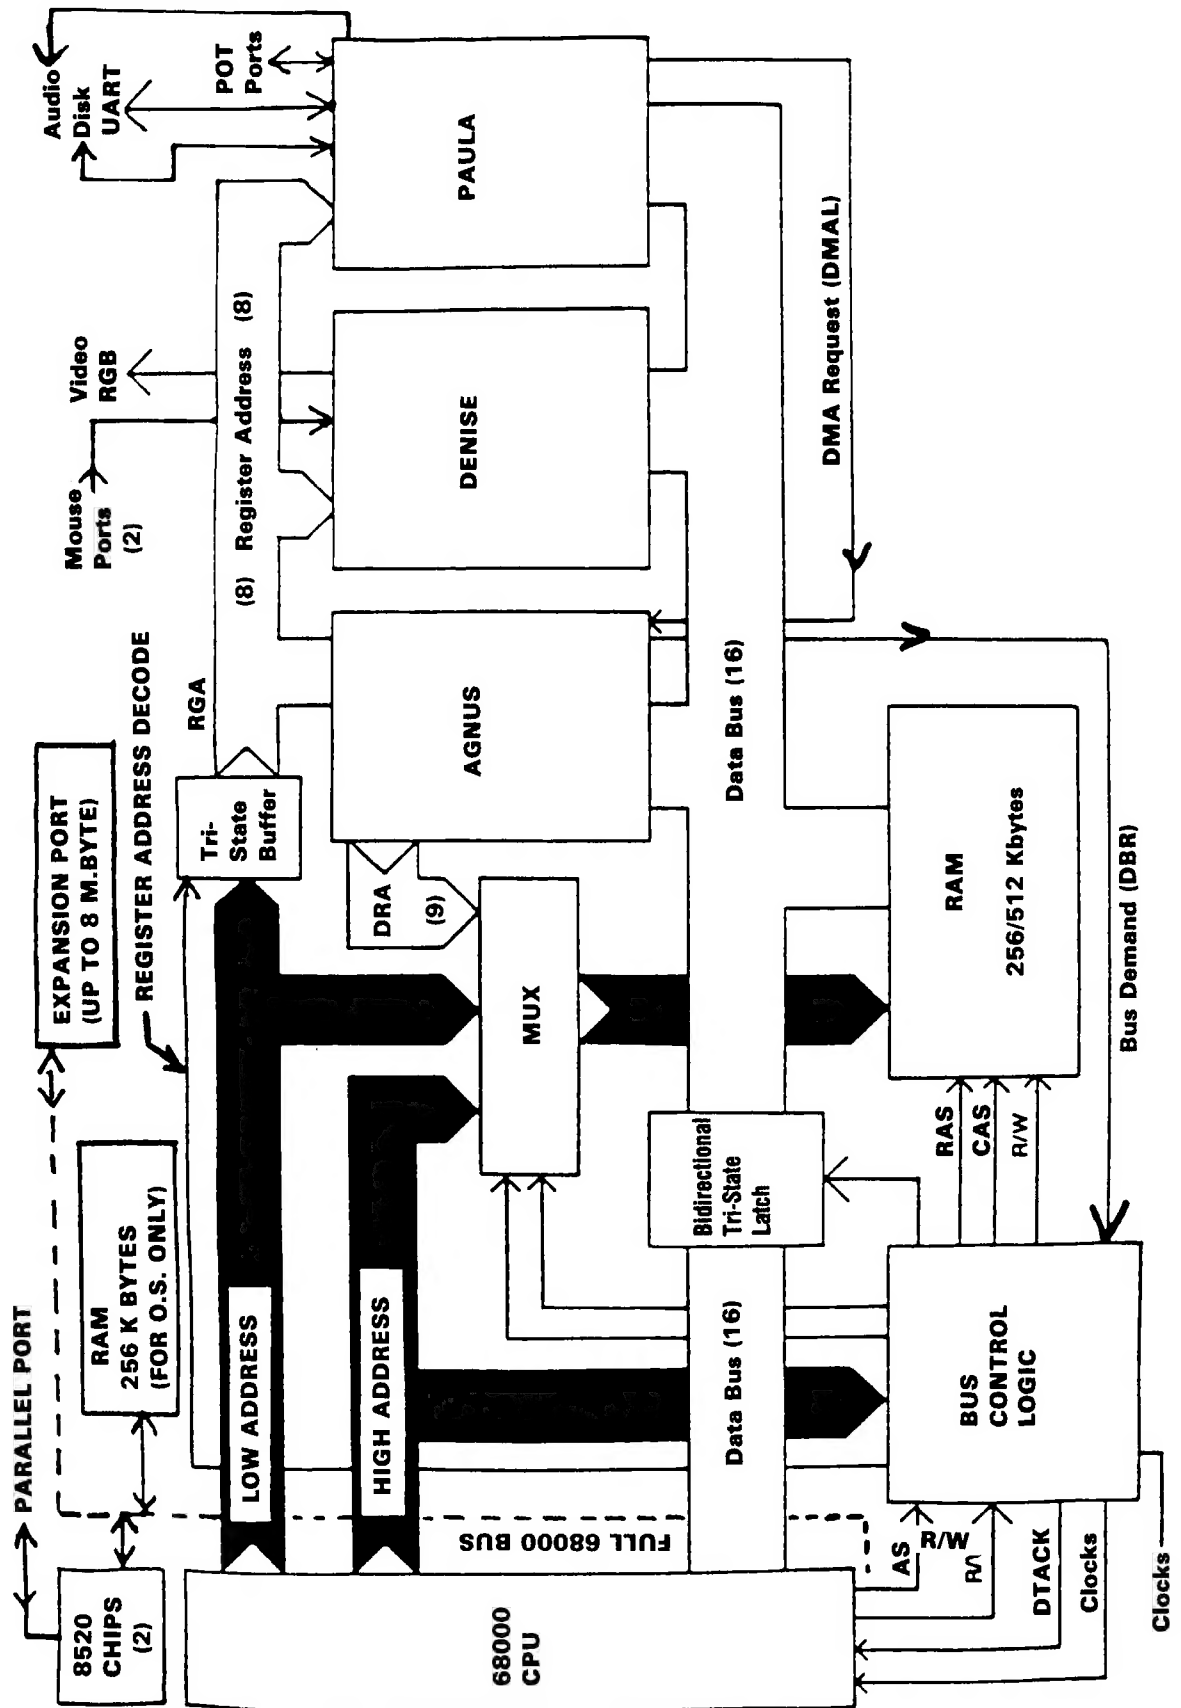 PARALLEL PORT
8520
CHIPS
(2)
RAM
256 K BYTES
(FOR O.S. ONLY)
EXPANSION PORT
(UP TO 8 M.BYTE)
REGISTER ADDRESS DECODE
Mouse
Ports
(2)
Video
RGB
Audio
Disk
UART
POT
Ports
RGA
(8) Register Address (8)
LOW ADDRESS
Tri-
State
Buffer
HIGH ADDRESS
DRA
(9)
FULL 68000 BUS
68000
CPU
MUX
AGNUS
DENISE
PAULA
Data Bus (16)
Bidirectional
Tri-State
Latch
Data Bus (16)
DMA Request (DMAL)
AS
R/W
DTACK
Clocks
Clocks
BUS
CONTROL
LOGIC
RAS
CAS
R/W
RAM
256/512 Kbytes
Bus Demand (DBR)